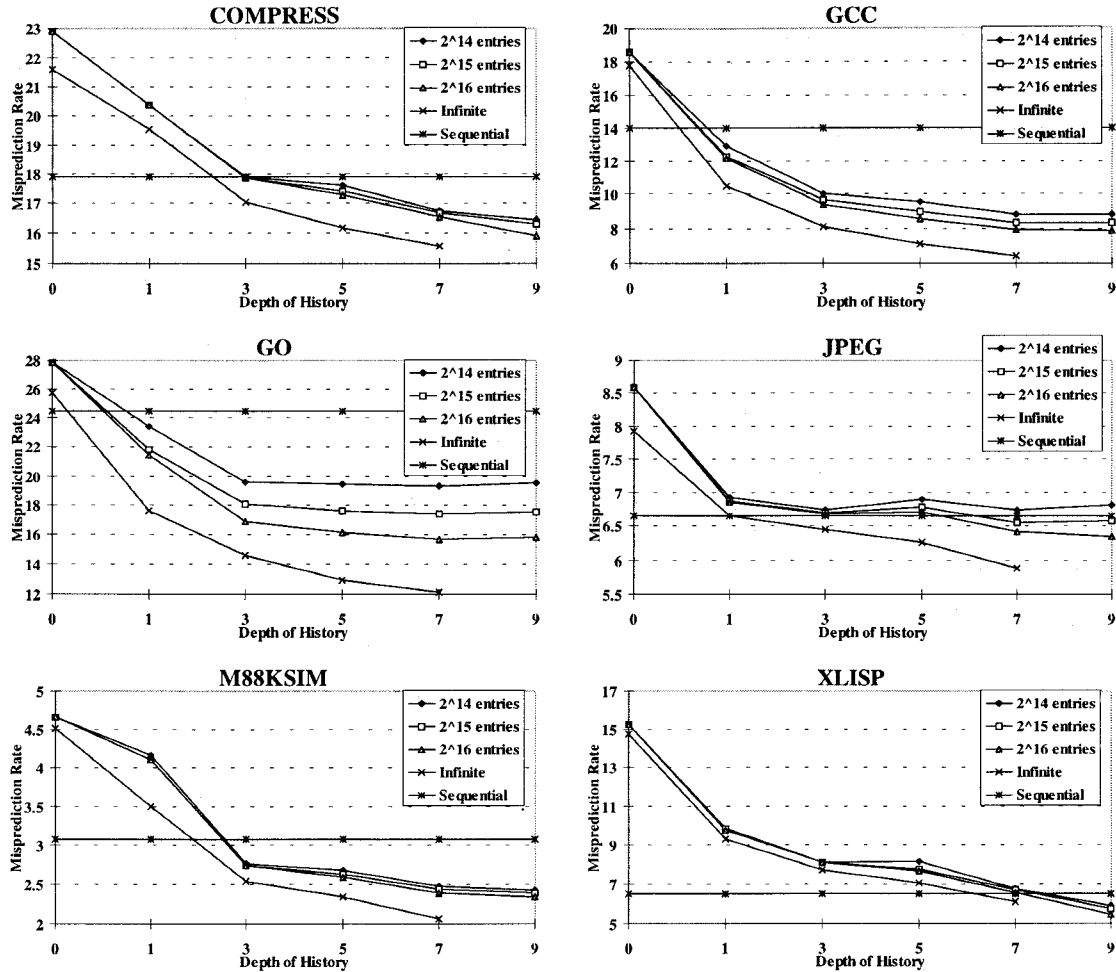 COMPRESS
Misprediction Rate
23
22
21
20
19
18
17
16
15
2^14 entries
2^15 entries
2^16 entries
Infinite
Sequential
0 1 3 5 7 9
Depth of History
GCC
Misprediction Rate
20
18
16
14
12
10
8
6
2^14 entries
2^15 entries
2^16 entries
Infinite
Sequential
0 1 3 5 7 9
Depth of History
GO
Misprediction Rate
28
26
24
22
20
18
16
14
12
2^14 entries
2^15 entries
2^16 entries
Infinite
Sequential
0 1 3 5 7 9
Depth of History
JPEG
Misprediction Rate
9
8.5
8
7.5
7
6.5
6
5.5
2^14 entries
2^15 entries
2^16 entries
Infinite
Sequential
0 1 3 5 7 9
Depth of History
M88KSIM
Misprediction Rate
5
4.5
4
3.5
3
2.5
2
2^14 entries
2^15 entries
2^16 entries
Infinite
Sequential
0 1 3 5 7 9
Depth of History
XLISP
Misprediction Rate
17
15
13
11
9
7
5
2^14 entries
2^15 entries
2^16 entries
Infinite
Sequential
0 1 3 5 7 9
Depth of History